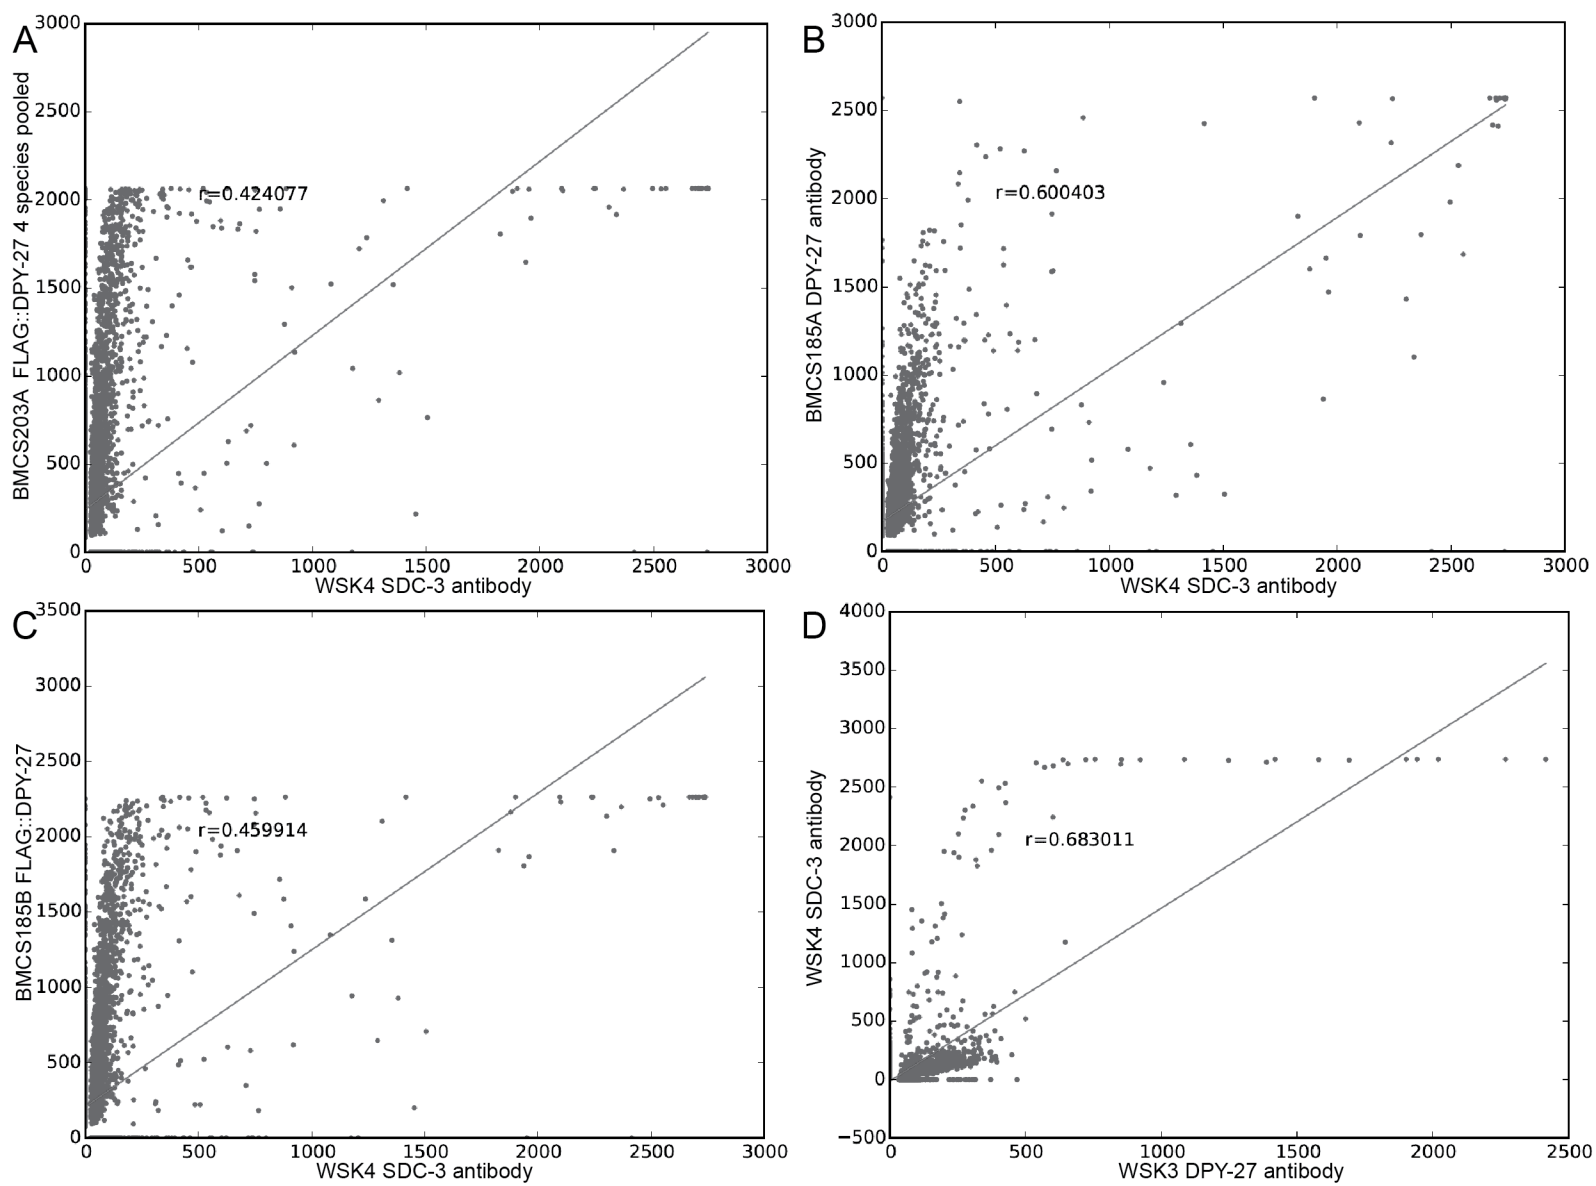 A
BMCS203A FLAG::DPY-27 4 species pooled
3000
2500
2000
1500
1000
500
0
r=0.424077
0 500 1000 1500 2000 2500 3000
WSK4 SDC-3 antibody
B
BMCS185A DPY-27 antibody
3000
2500
2000
1500
1000
500
0
r=0.600403
0 500 1000 1500 2000 2500 3000
WSK4 SDC-3 antibody
C
BMCS185B FLAG::DPY-27
3500
3000
2500
2000
1500
1000
500
0
r=0.459914
0 500 1000 1500 2000 2500 3000
WSK4 SDC-3 antibody
D
WSK4 SDC-3 antibody
4000
3500
3000
2500
2000
1500
1000
500
0
−500
r=0.683011
0 500 1000 1500 2000 2500
WSK3 DPY-27 antibody